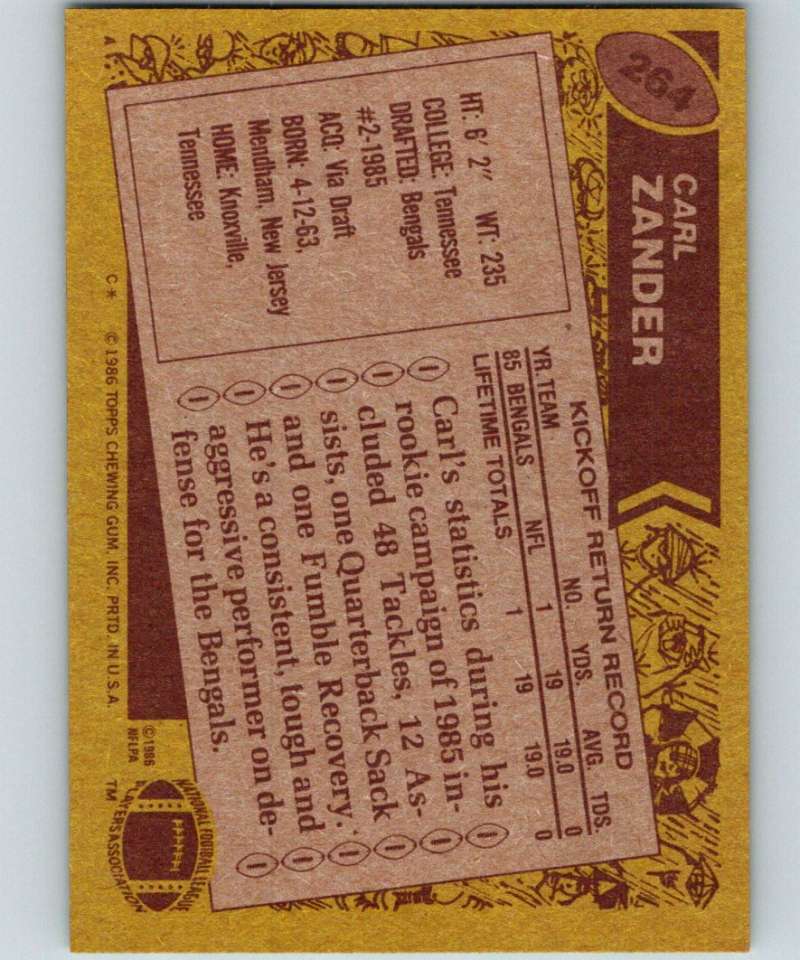 264
CARL
ZANDER
HT: 6' 2" WT: 235
COLLEGE: Tennessee
DRAFTED: Bengals
#2-1985
ACQ: Via Draft
BORN: 4-12-63,
Mendham, New Jersey
HOME: Knoxville,
Tennessee
KICKOFF RETURN RECORD
NO. YDS. AVG. TDS.
YR. TEAM NFL 1 19 19.0 0
85 BENGALS
LIFETIME TOTALS 1 19 19.0 0
Carl's statistics during his
rookie campaign of 1985 in-
cluded 48 Tackles, 12 As-
sists, one Quarterback Sack
and one Fumble Recovery.
He's a consistent, tough and
aggressive performer on de-
fense for the Bengals.
A
C* © 1986 TOPPS CHEWING GUM, INC. PRTD. IN U.S.A.
©1986
NFLPA
NATIONAL FOOTBALL LEAGUE
PLAYERS ASSOCIATION
TM